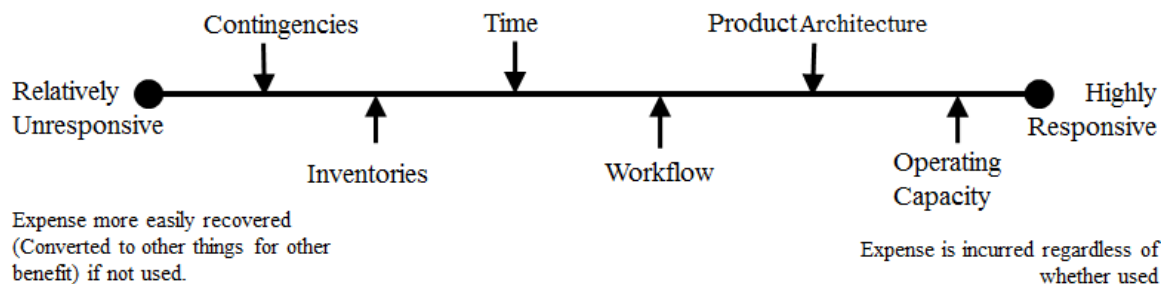 Contingencies
Time
Product Architecture
Relatively
Unresponsive
Highly
Responsive
Inventories
Workflow
Operating
Capacity
Expense more easily recovered
(Converted to other things for other
benefit) if not used.
Expense is incurred regardless of
whether used